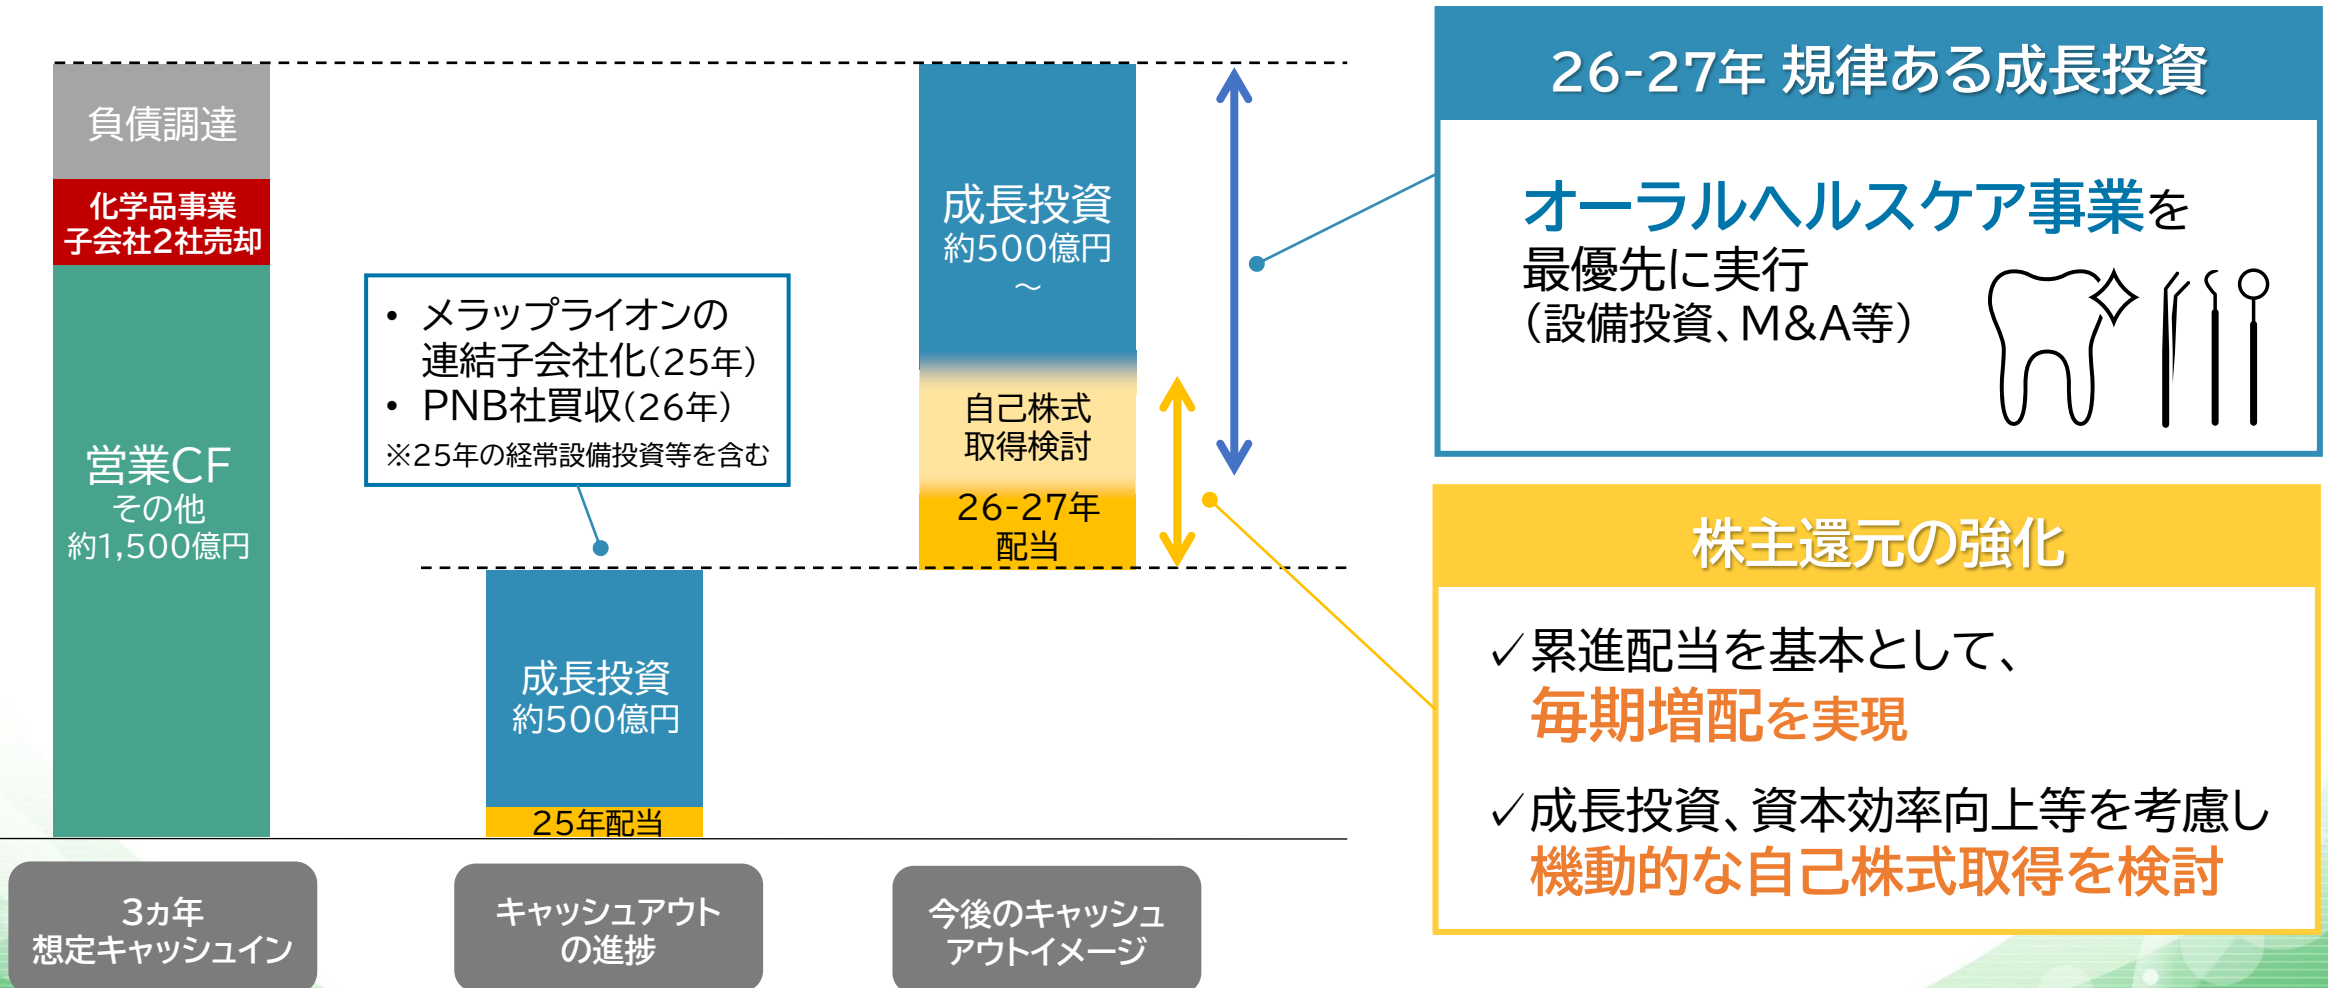 負債調達
化学品事業
子会社2社売却
営業CF
その他
約1,500億円
3ヵ年
想定キャッシュイン
• メラップライオンの
連結子会社化(25年)
• PNB社買収(26年)
※25年の経常設備投資等を含む
成長投資
約500億円
25年配当
キャッシュアウト
の進捗
成長投資
約500億円
～
自己株式
取得検討
26-27年
配当
今後のキャッシュ
アウトイメージ
26-27年 規律ある成長投資
オーラルヘルスケア事業を
最優先に実行
(設備投資、M&A等)
株主還元の強化
✓累進配当を基本として、
毎期増配を実現
✓成長投資、資本効率向上等を考慮し
機動的な自己株式取得を検討